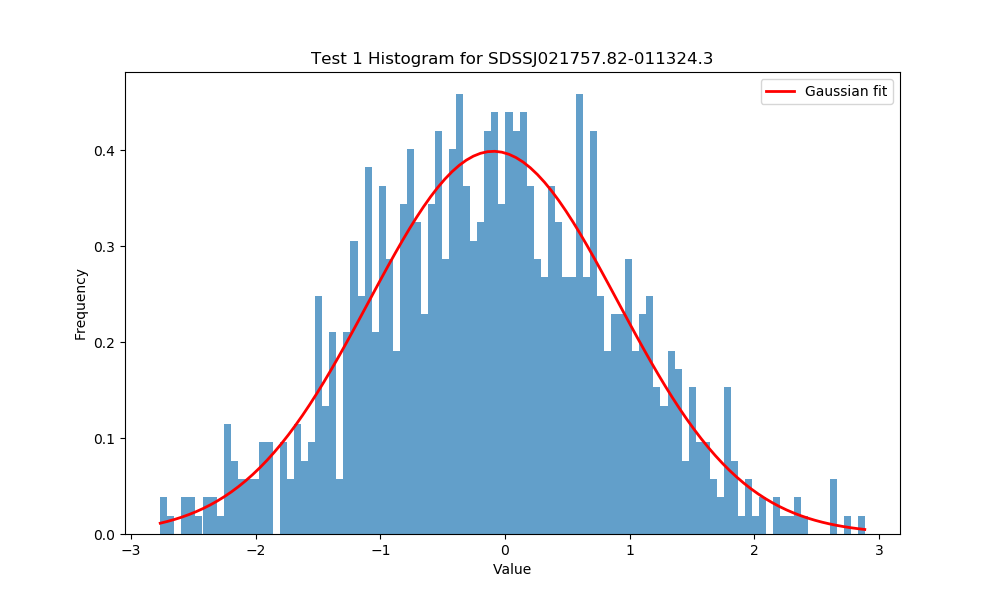 Test 1 Histogram for SDSSJ021757.82-011324.3
Gaussian fit
Frequency
0.4
0.3
0.2
0.1
0.0
−3 −2 −1 0 1 2 3
Value